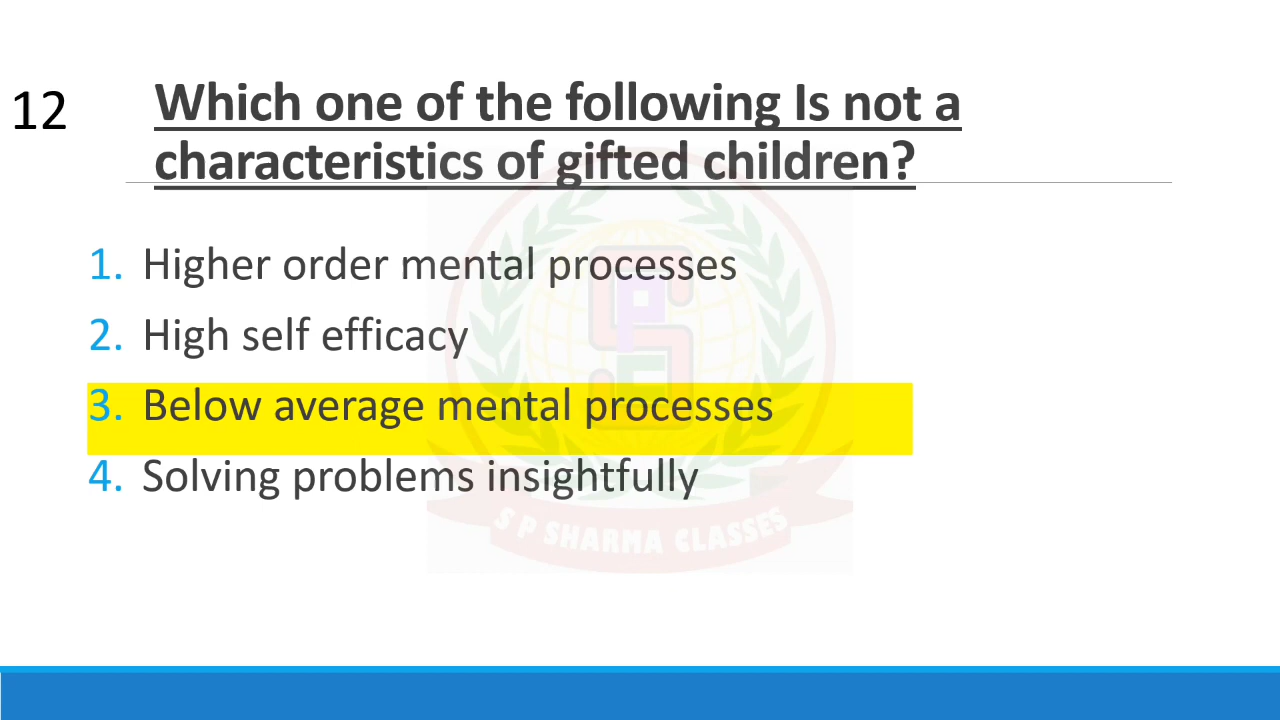 12
Which one of the following Is not a
characteristics of gifted children?
1. Higher order mental processes
2. High self efficacy
3. Below average mental processes
4. Solving problems insightfully
S P SHARMA CLASSES